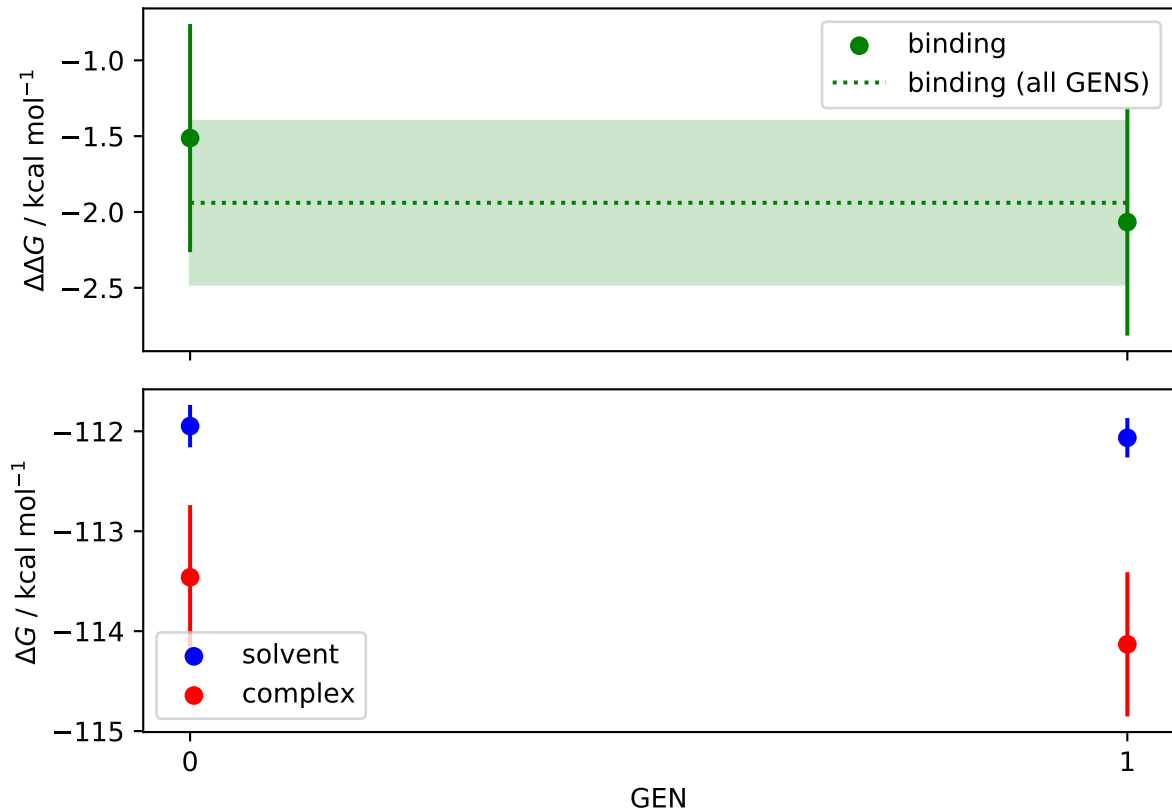 −1.0
−1.5
−2.0
−2.5
ΔΔG / kcal mol⁻¹
binding
binding (all GENS)
−112
−113
−114
−115
ΔG / kcal mol⁻¹
solvent
complex
0
1
GEN